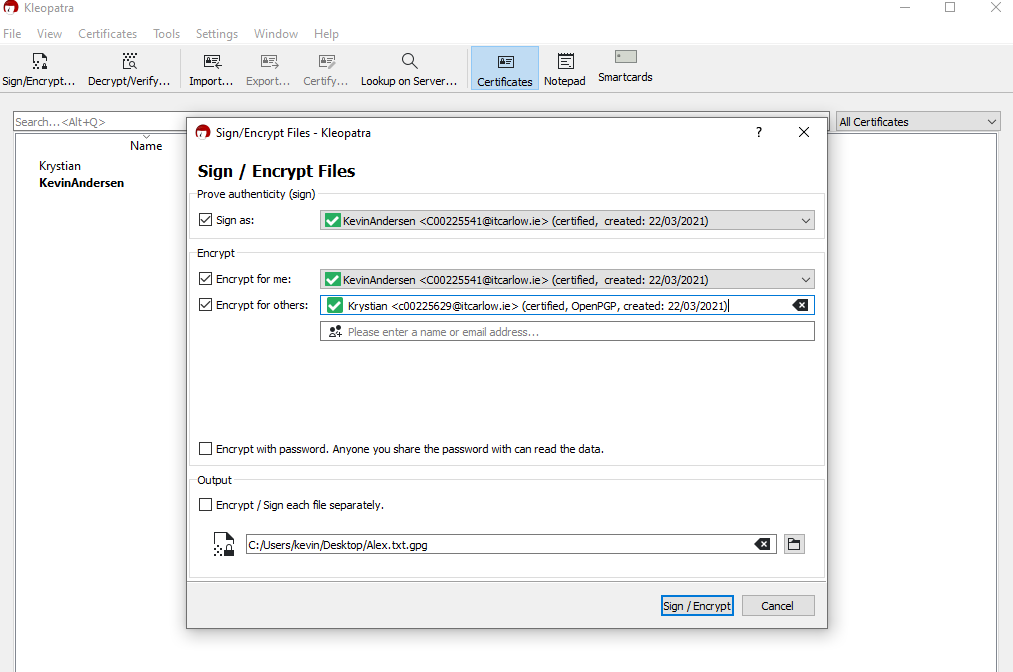 Kleopatra
File View Certificates Tools Settings Window Help
Sign/Encrypt... Decrypt/Verify... Import... Export... Certify... Lookup on Server... Certificates Notepad Smartcards
Search...<Alt+Q>
All Certificates
Name
Krystian
KevinAndersen
Sign/Encrypt Files - Kleopatra ?
Sign / Encrypt Files
Prove authenticity (sign)
Sign as: KevinAndersen <C00225541@itcarlow.ie> (certified, created: 22/03/2021)
Encrypt
Encrypt for me: KevinAndersen <C00225541@itcarlow.ie> (certified, created: 22/03/2021)
Encrypt for others: Krystian <c00225629@itcarlow.ie> (certified, OpenPGP, created: 22/03/2021)
Please enter a name or email address...
Encrypt with password. Anyone you share the password with can read the data.
Output
Encrypt / Sign each file separately.
C:/Users/kevin/Desktop/Alex.txt.gpg
Sign / Encrypt Cancel